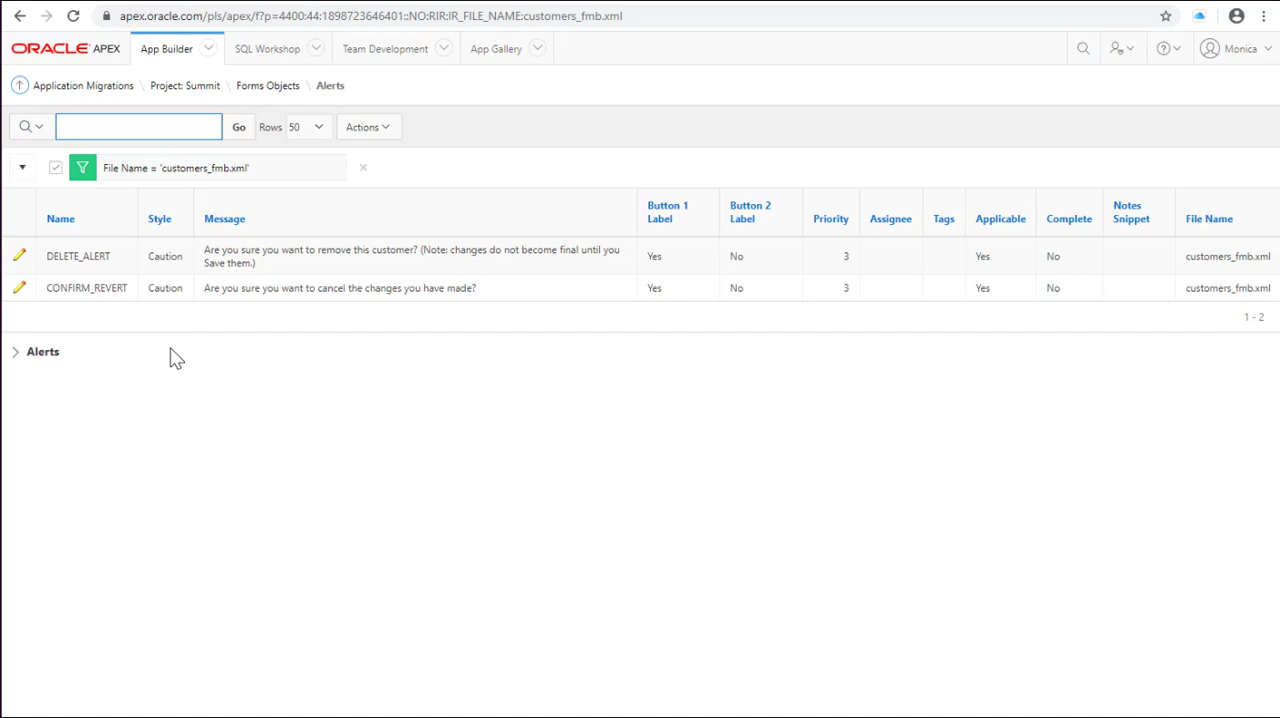 apex.oracle.com/pls/apex/f?p=4400:44:1898723646401::NO:RIR:IR_FILE_NAME:customers_fmb.xml
ORACLE APEX App Builder SQL Workshop Team Development App Gallery Monica
Application Migrations Project: Summit Forms Objects Alerts
Go Rows 50 Actions
File Name = 'customers_fmb.xml'
Name Style Message Button 1 Label Button 2 Label Priority Assignee Tags Applicable Complete Notes Snippet File Name
DELETE_ALERT Caution Are you sure you want to remove this customer? (Note: changes do not become final until you Save them.) Yes No 3 Yes No customers_fmb.xml
CONFIRM_REVERT Caution Are you sure you want to cancel the changes you have made? Yes No 3 Yes No customers_fmb.xml
1 - 2
Alerts